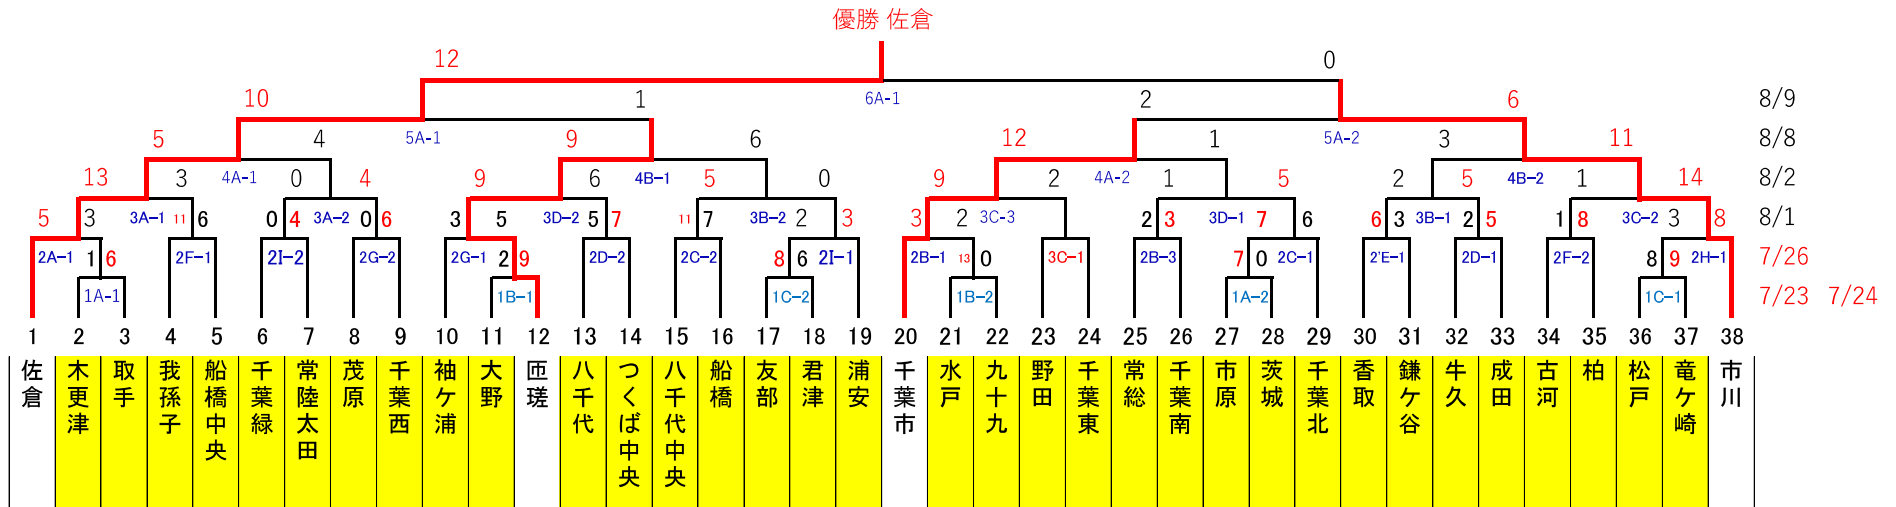 優勝 佐倉
12 0
10 1 6A-1 2 6 8/9
5 4 5A-1 9 6 12 1 5A-2 3 11 8/8
13 3 4A-1 0 4 9 6 4B-1 5 0 9 2 4A-2 1 5 2 5 4B-2 1 14 8/2
5 3 3A-1 11 6 0 4 3A-2 0 6 3 5 3D-2 5 7 11 7 3B-2 2 3 3 2 3C-3 2 3 3D-1 7 6 6 3 3B-1 2 5 1 8 3C-2 3 8 8/1
2A-1 1 6 2F-1 2I-2 2G-2 2G-1 2 9 2D-2 2C-2 8 6 2I-1 2B-1 13 0 3C-1 2B-3 7 0 2C-1 2'E-1 2D-1 2F-2 8 9 2H-1 7/26
1A-1 1B-1 1C-2 1B-2 1A-2 1C-1 7/23 7/24
1 2 3 4 5 6 7 8 9 10 11 12 13 14 15 16 17 18 19 20 21 22 23 24 25 26 27 28 29 30 31 32 33 34 35 36 37 38
佐倉
木更津
取手
我孫子
船橋中央
千葉緑
常陸太田
茂原
千葉西
袖ケ浦
大野
匝瑳
八千代
つくば中央
八千代中央
船橋
友部
君津
浦安
千葉市
水戸
九十九
野田
千葉東
常総
千葉南
市原
茨城
千葉北
香取
鎌ケ谷
牛久
成田
古河
柏
松戸
竜ケ崎
市川